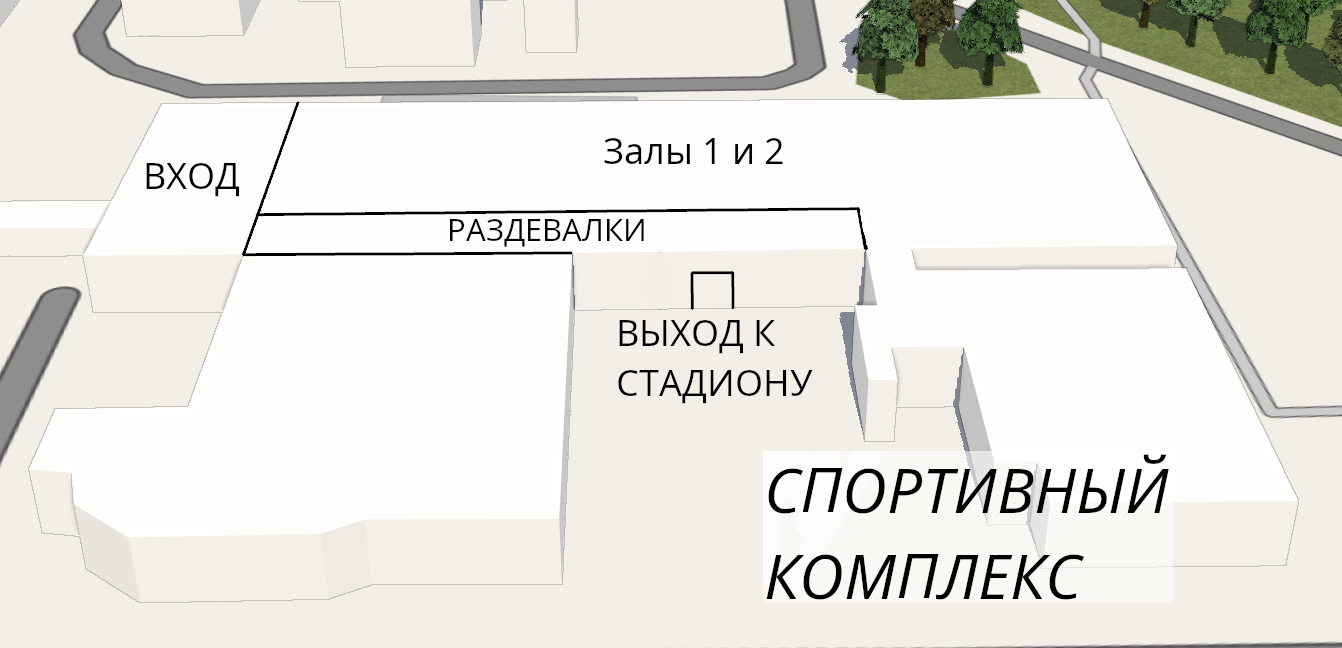 Залы 1 и 2
ВХОД
РАЗДЕВАЛКИ
ВЫХОД К
СТАДИОНУ
СПОРТИВНЫЙ
КОМПЛЕКС